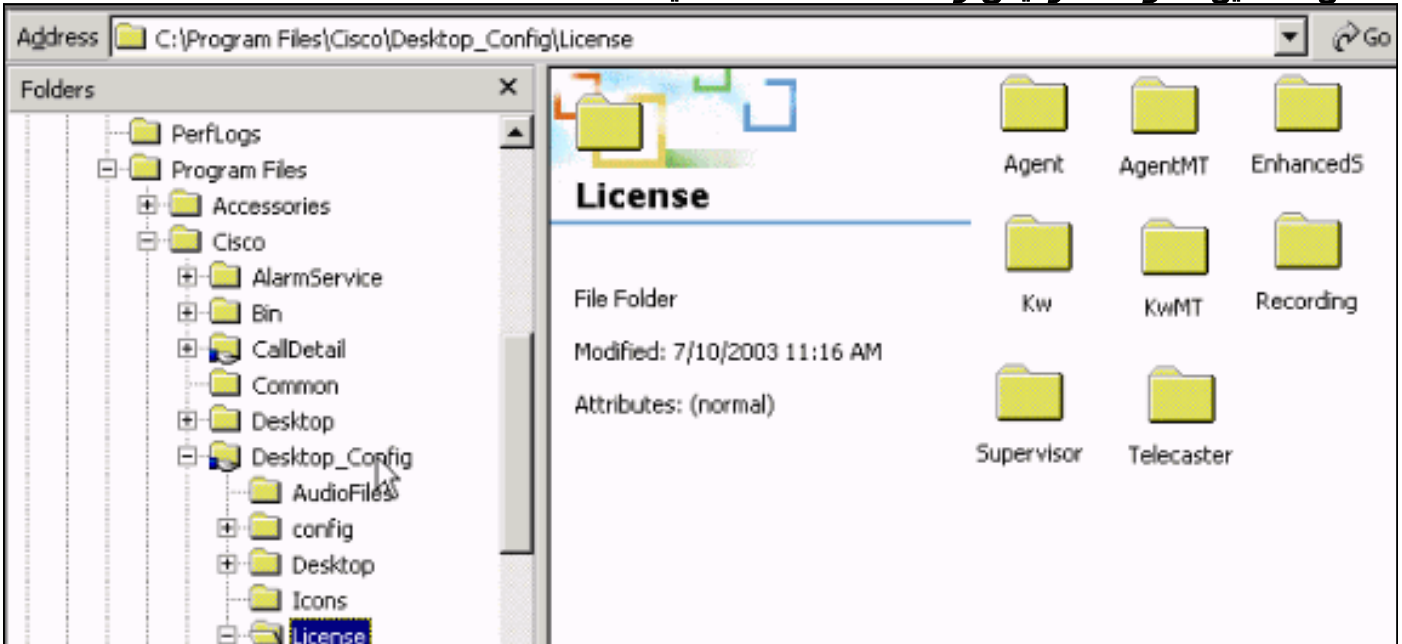 Address C:\Program Files\Cisco\Desktop_Config\License Go
Folders
PerfLogs
Program Files
Accessories
Cisco
AlarmService
Bin
CallDetail
Common
Desktop
Desktop_Config
AudioFiles
config
Desktop
Icons
License
License
File Folder
Modified: 7/10/2003 11:16 AM
Attributes: (normal)
Agent AgentMT EnhancedS
Kw KwMT Recording
Supervisor Telecaster